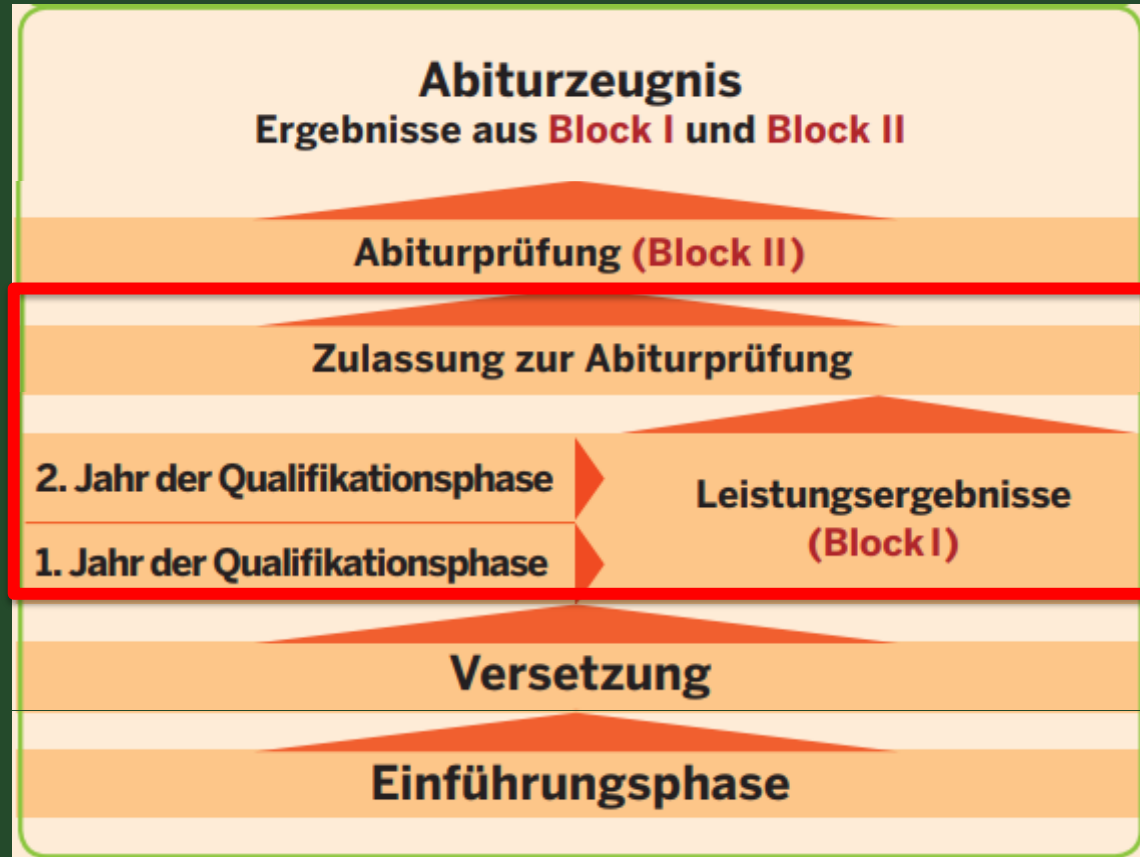 Abiturzeugnis
Ergebnisse aus Block I und Block II
Abiturprüfung (Block II)
Zulassung zur Abiturprüfung
2. Jahr der Qualifikationsphase
1. Jahr der Qualifikationsphase
Leistungsergebnisse
(Block I)
Versetzung
Einführungsphase